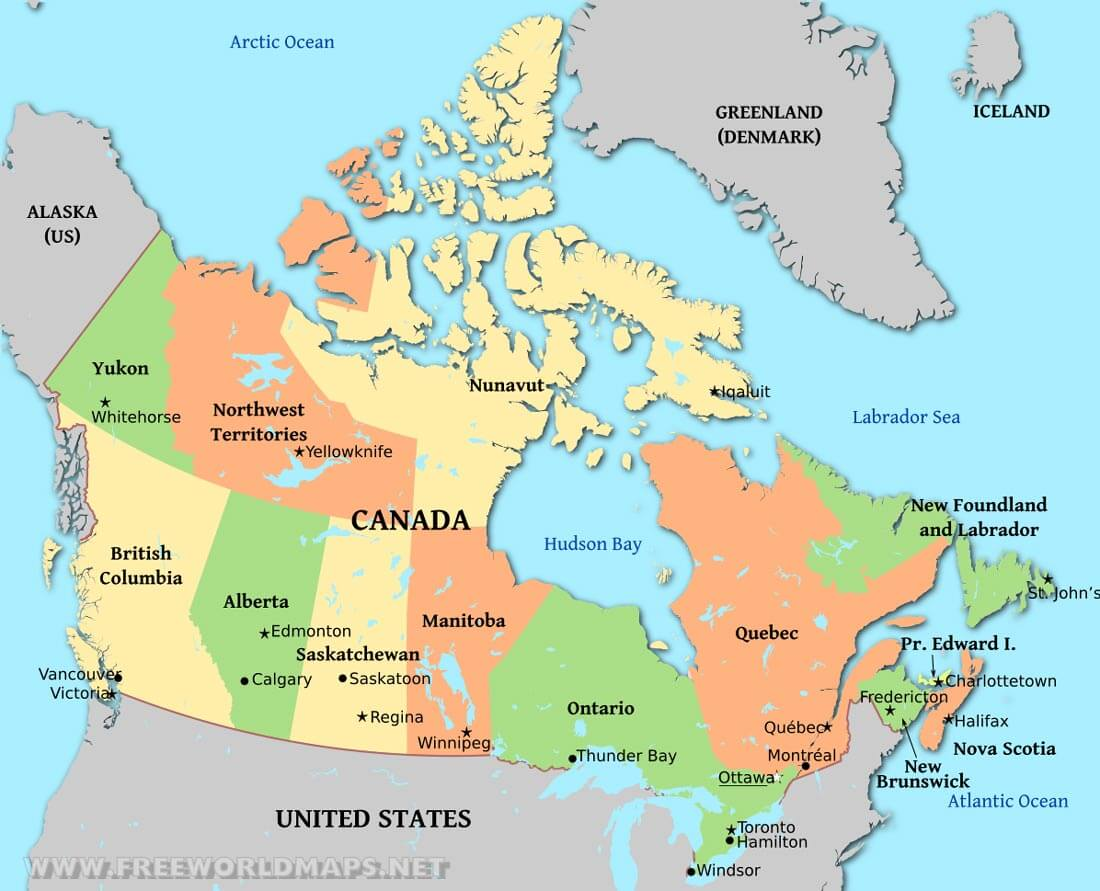 Arctic Ocean
GREENLAND
(DENMARK)
ICELAND
ALASKA
(US)
Yukon
Whitehorse
Northwest
Territories
Yellowknife
Nunavut
Iqaluit
Labrador Sea
CANADA
Hudson Bay
New Foundland
and Labrador
St. John's
British
Columbia
Alberta
Edmonton
Calgary
Saskatchewan
Saskatoon
Regina
Manitoba
Winnipeg
Vancouver
Victoria
Ontario
Thunder Bay
Quebec
Québec
Montréal
Ottawa
Toronto
Hamilton
Windsor
Pr. Edward I.
Charlottetown
Fredericton
Halifax
Nova Scotia
New
Brunswick
Atlantic Ocean
UNITED STATES
WWW.FREEWORLDMAPS.NET